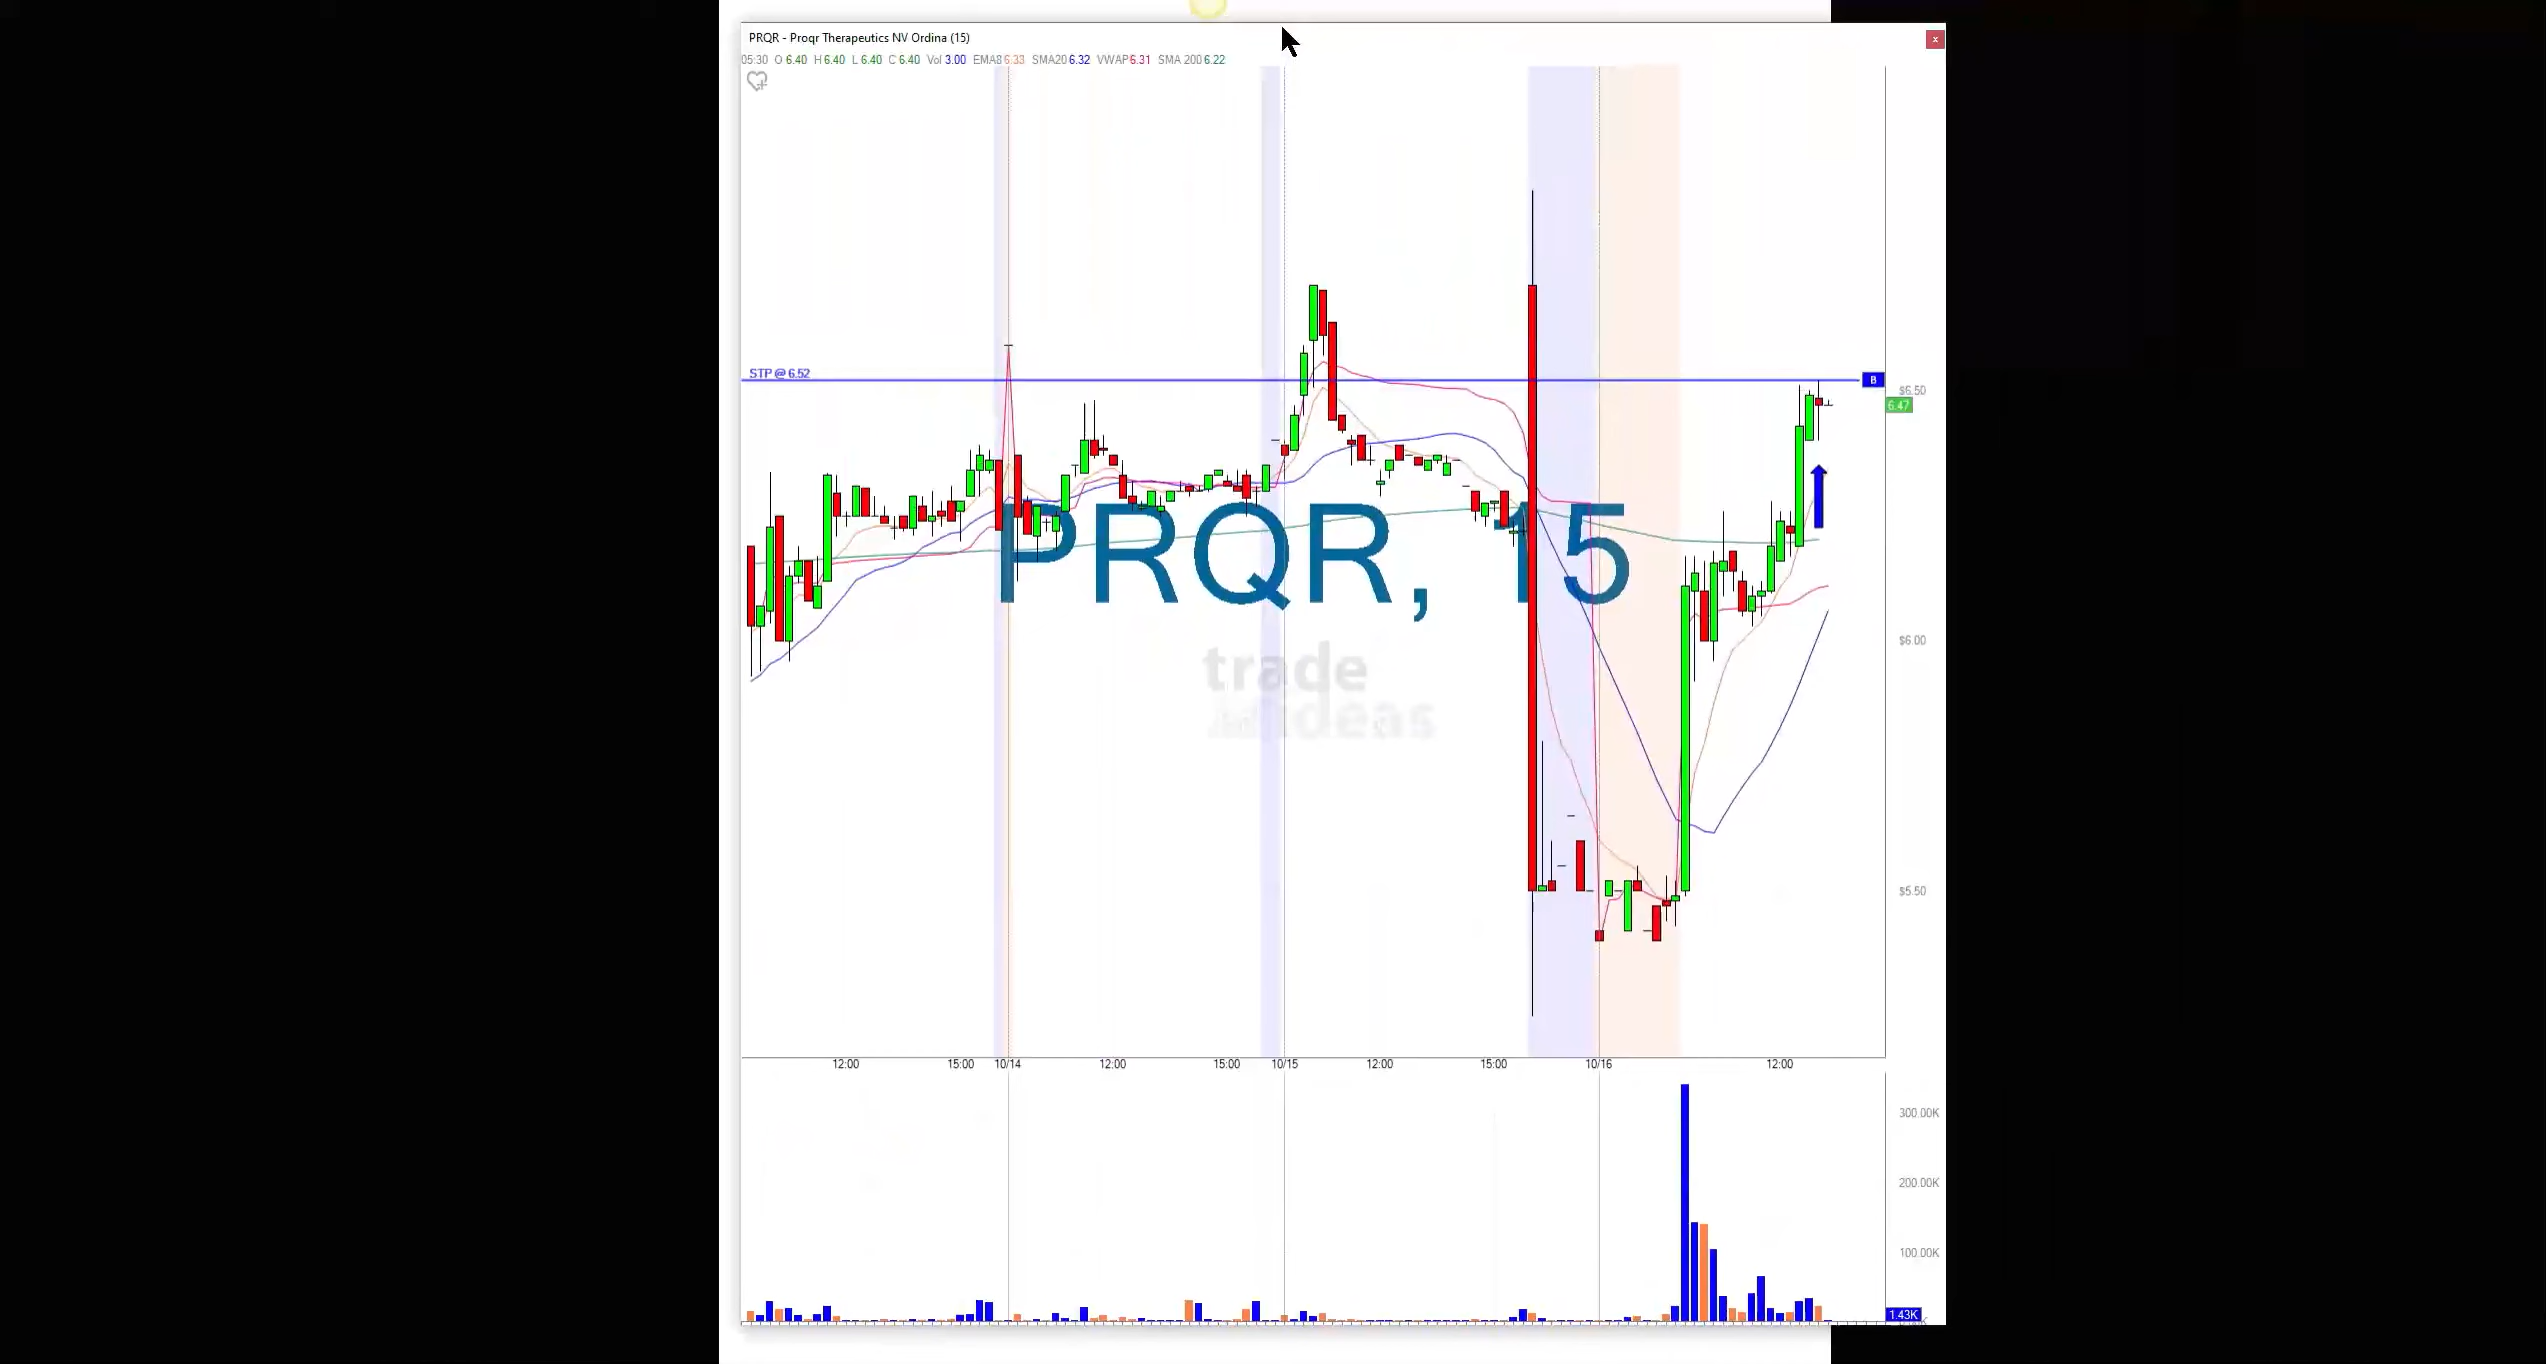 PRQR - Proqr Therapeutics NV Ordina (15)
05:30 O 6.40 H 6.40 L 6.40 C 6.40 Vol 3.00 EMA8 6.33 SMA20 6.32 VWAP 6.31 SMA 200 6.22
STP @ 6.52
B
$6.50
6.47
PRQR, 15
$6.00
trade
ideas
$5.50
12:00 15:00 10/14 12:00 15:00 10/15 12:00 15:00 10/16 12:00
300.00K
200.00K
100.00K
1.43K